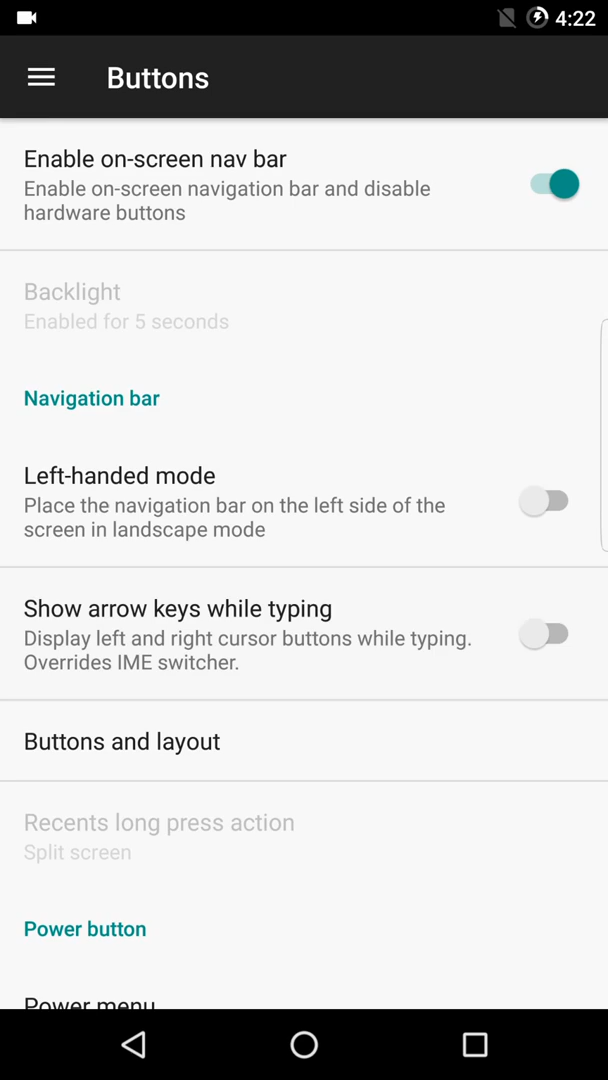 4:22
Buttons
Enable on-screen nav bar
Enable on-screen navigation bar and disable
hardware buttons
Backlight
Enabled for 5 seconds
Navigation bar
Left-handed mode
Place the navigation bar on the left side of the
screen in landscape mode
Show arrow keys while typing
Display left and right cursor buttons while typing.
Overrides IME switcher.
Buttons and layout
Recents long press action
Split screen
Power button
Power menu